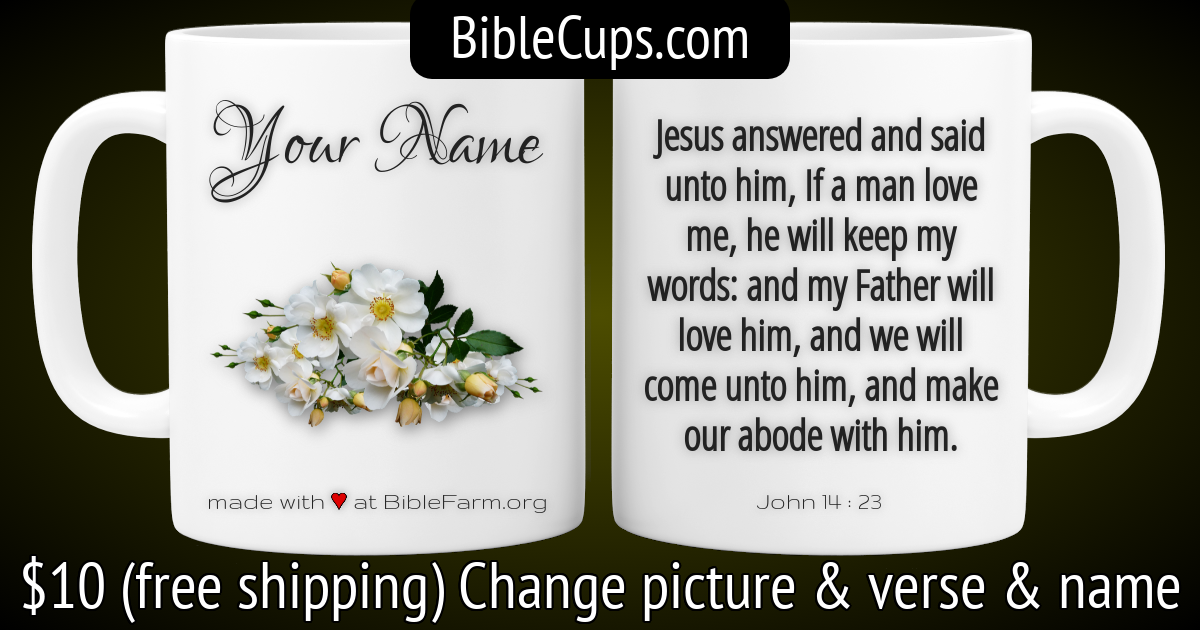 BibleCups.com
Your Name
made with ♥ at BibleFarm.org
Jesus answered and said
unto him, If a man love
me, he will keep my
words: and my Father will
love him, and we will
come unto him, and make
our abode with him.
John 14 : 23
$10 (free shipping) Change picture & verse & name